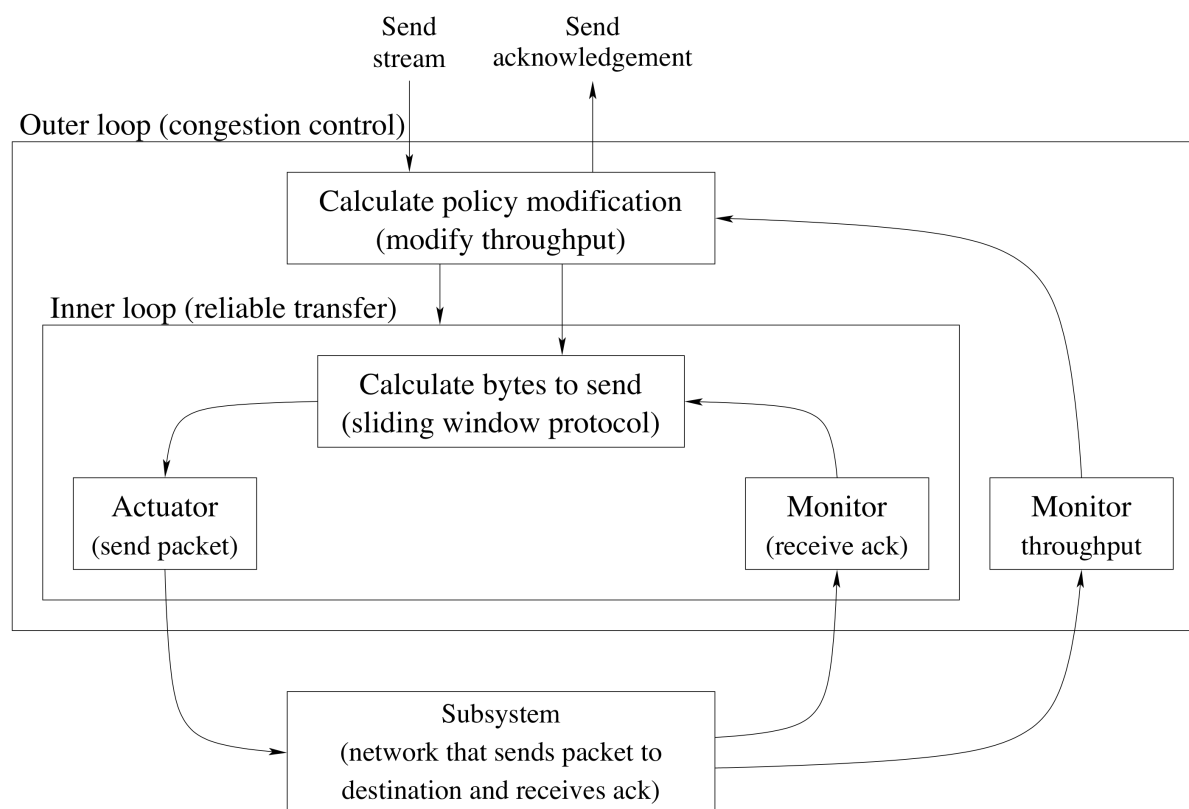 Send
stream
Send
acknowledgement
Outer loop (congestion control)
Calculate policy modification
(modify throughput)
Inner loop (reliable transfer)
Calculate bytes to send
(sliding window protocol)
Actuator
(send packet)
Monitor
(receive ack)
Monitor
throughput
Subsystem
(network that sends packet to
destination and receives ack)